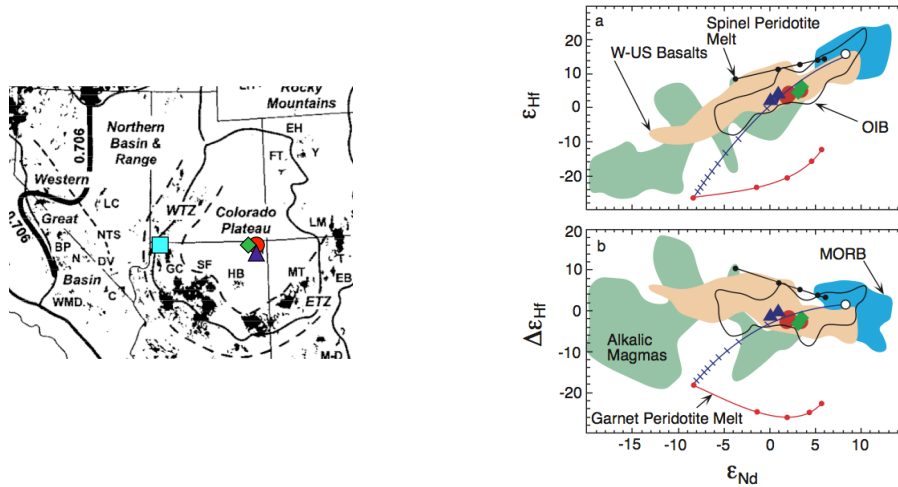 Rocky
Mountains
Northern
Basin &
Range
EH
FT
Y
0.706
Western
Great
Basin
LC
WTZ
Colorado
Plateau
LM
NTS
BP
N
DV
GC
SF
HB
MT
T
EB
WMD
C
ETZ
M-D
a
Spinel Peridotite
Melt
W-US Basalts
OIB
εHf
20
10
0
-10
-20
b
MORB
Alkalic
Magmas
Garnet Peridotite Melt
ΔεHf
20
10
0
-10
-20
-15 -10 -5 0 5 10
εNd